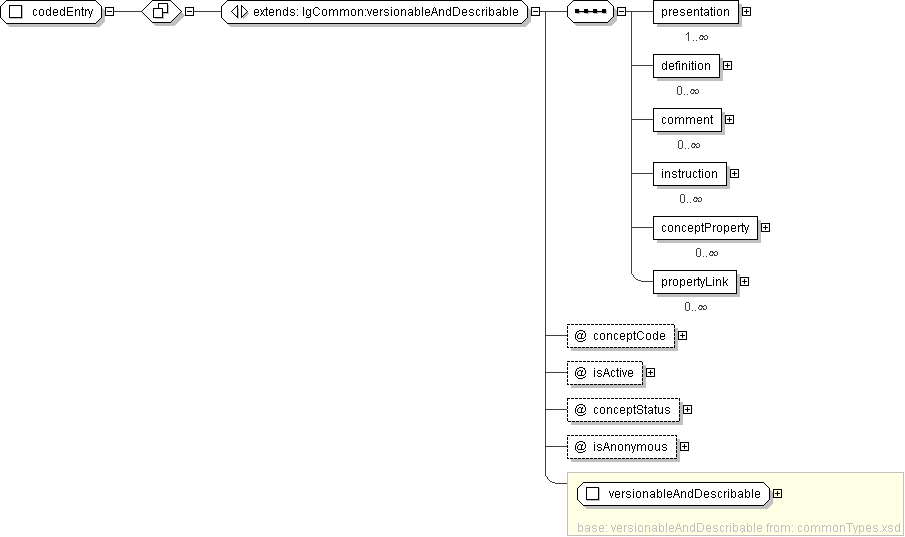 codedEntry
extends: lgCommon:versionableAndDescribable
presentation
1..∞
definition
0..∞
comment
0..∞
instruction
0..∞
conceptProperty
0..∞
propertyLink
0..∞
@ conceptCode
@ isActive
@ conceptStatus
@ isAnonymous
versionableAndDescribable
base: versionableAndDescribable from: commonTypes.xsd